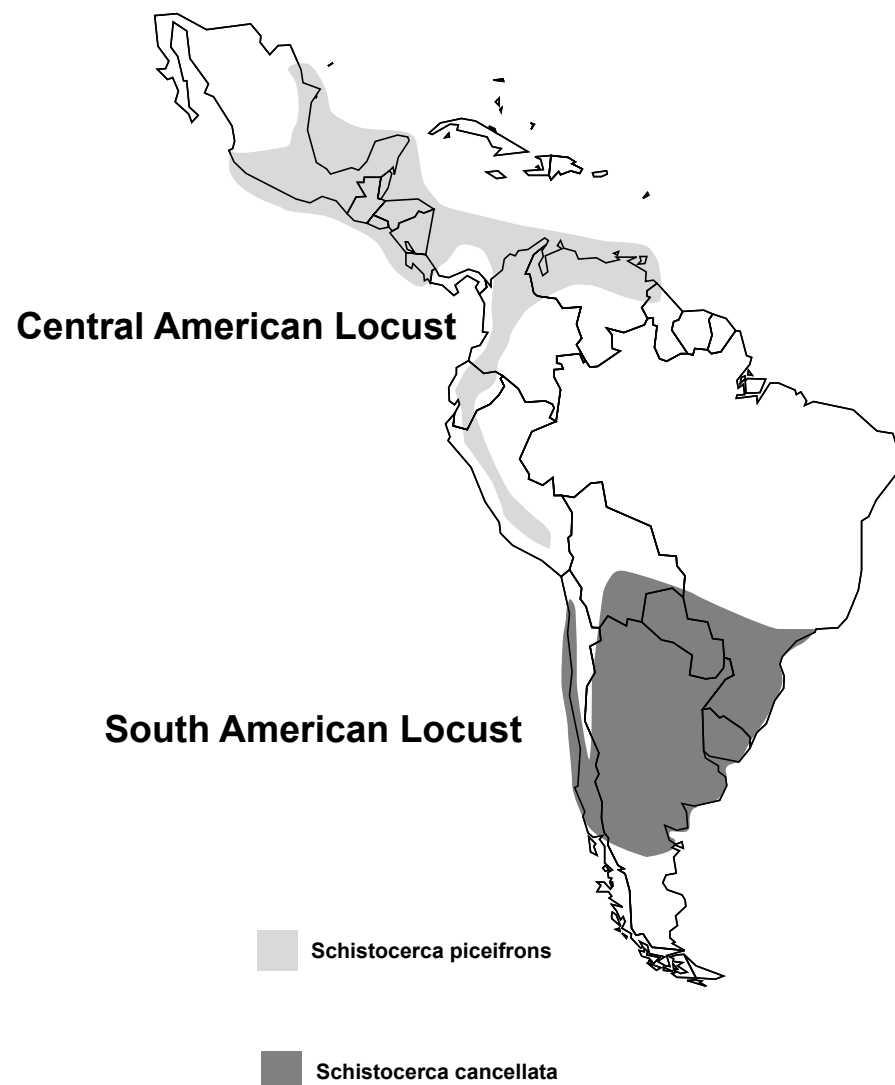 Central American Locust
South American Locust
Schistocerca piceifrons
Schistocerca cancellata